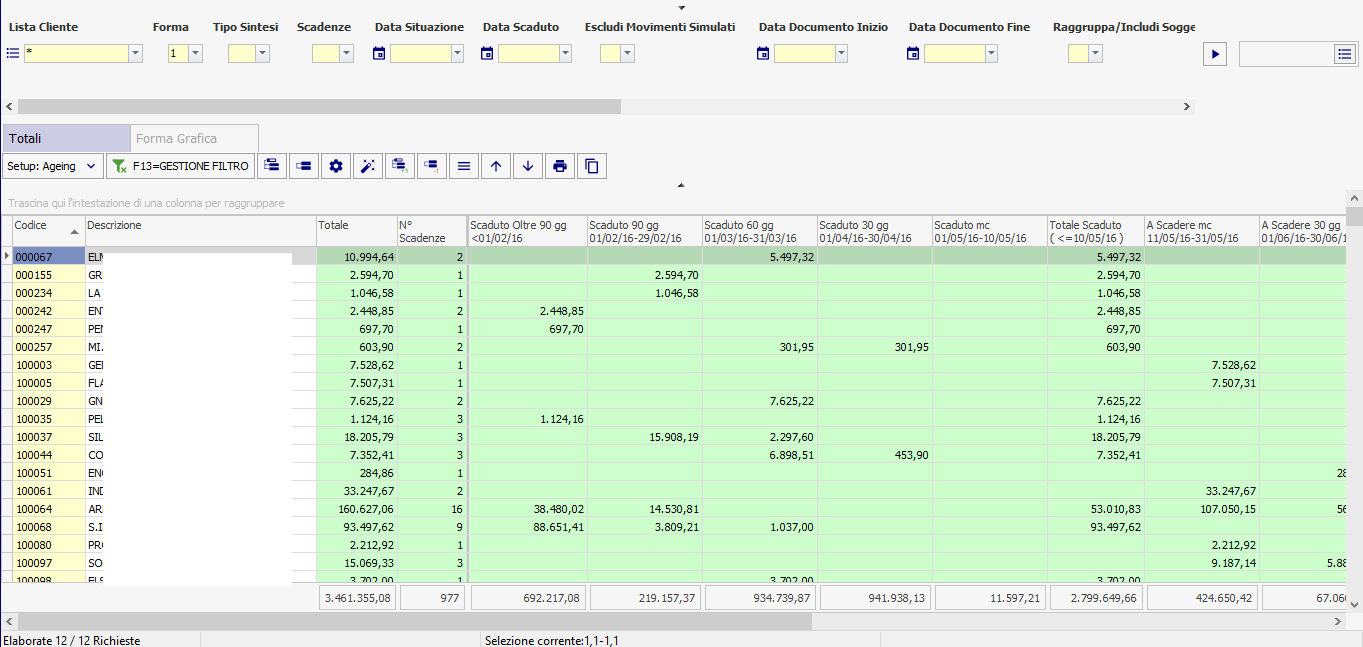 Lista Cliente Forma Tipo Sintesi Scadenze Data Situazione Data Scaduto Escludi Movimenti Simulati Data Documento Inizio Data Documento Fine Raggruppa/Includi Sogge
* 1
Totali Forma Grafica
Setup: Ageing F13=GESTIONE FILTRO
Trascina qui l'intestazione di una colonna per raggruppare
Codice Descrizione Totale N° Scaduto Oltre 90 gg Scaduto 90 gg Scaduto 60 gg Scaduto 30 gg Scaduto mc Totale Scaduto A Scadere mc A Scadere 30 gg
Scadenze <01/02/16 01/02/16-29/02/16 01/03/16-31/03/16 01/04/16-30/04/16 01/05/16-10/05/16 ( <=10/05/16 ) 11/05/16-31/05/16 01/06/16-30/06/1
000067 ELM 10.994,64 2 5.497,32 5.497,32
000155 GR 2.594,70 1 2.594,70 2.594,70
000234 LA 1.046,58 1 1.046,58 1.046,58
000242 ENT 2.448,85 2 2.448,85 2.448,85
000247 PEN 697,70 1 697,70 697,70
000257 MI. 603,90 2 301,95 301,95 603,90
100003 GEI 7.528,62 1 7.528,62
100005 FLA 7.507,31 1 7.507,31
100029 GN 7.625,22 2 7.625,22 7.625,22
100035 PEL 1.124,16 3 1.124,16 1.124,16
100037 SIL 18.205,79 3 15.908,19 2.297,60 18.205,79
100044 CO 7.352,41 3 6.898,51 453,90 7.352,41
100051 EN 284,86 1 28
100061 IND 33.247,67 2 33.247,67
100064 AR 160.627,06 16 38.480,02 14.530,81 53.010,83 107.050,15 56
100068 S.I 93.497,62 9 88.651,41 3.809,21 1.037,00 93.497,62
100080 PR 2.212,92 1 2.212,92
100097 SO 15.069,33 3 9.187,14 5.88
100098 ELS 3.702,00 1 3.702,00 3.702,00
3.461.355,08 977 692.217,08 219.157,37 934.739,87 941.938,13 11.597,21 2.799.649,66 424.650,42 67.06
Elaborate 12 / 12 Richieste Selezione corrente:1,1-1,1